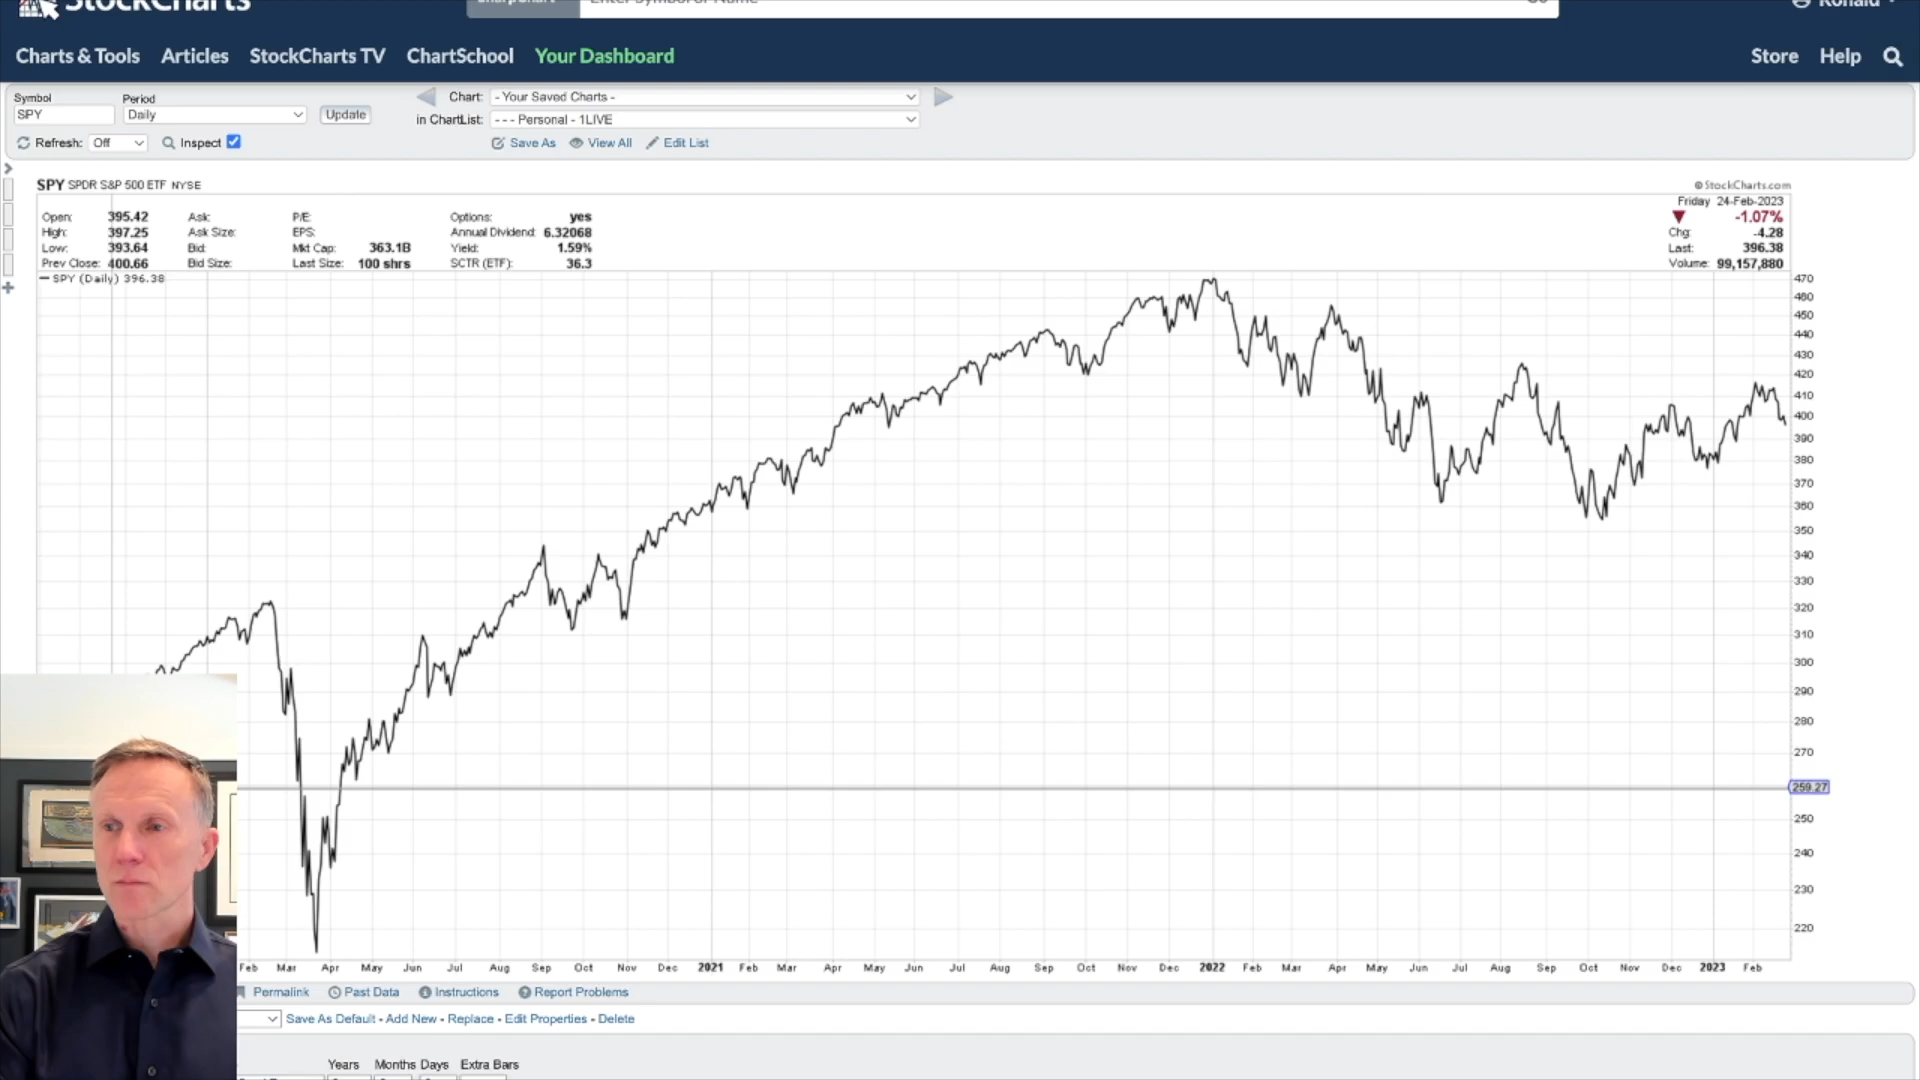 StockCharts
SharpChart Enter Symbol or Name Go
Ronald
Charts & Tools Articles StockCharts TV ChartSchool Your Dashboard Store Help
Symbol Period Chart: - Your Saved Charts -
SPY Daily Update in ChartList: - - - Personal - 1LIVE
Refresh: Off Inspect Save As View All Edit List
SPY SPDR S&P 500 ETF NYSE © StockCharts.com
Friday 24-Feb-2023
Open: 395.42 Ask: P/E: Options: yes -1.07%
High: 397.25 Ask Size: EPS: Annual Dividend: 6.32068 Chg: -4.28
Low: 393.64 Bid: Mkt Cap: 363.1B Yield: 1.59% Last: 396.38
Prev Close: 400.66 Bid Size: Last Size: 100 shrs SCTR (ETF): 36.3 Volume: 99,157,880
SPY (Daily) 396.38
470
460
450
440
430
420
410
400
390
380
370
360
350
340
330
320
310
300
290
280
270
259.27
250
240
230
220
Feb Mar Apr May Jun Jul Aug Sep Oct Nov Dec 2021 Feb Mar Apr May Jun Jul Aug Sep Oct Nov Dec 2022 Feb Mar Apr May Jun Jul Aug Sep Oct Nov Dec 2023 Feb
Permalink Past Data Instructions Report Problems
Save As Default - Add New - Replace - Edit Properties - Delete
Years Months Days Extra Bars